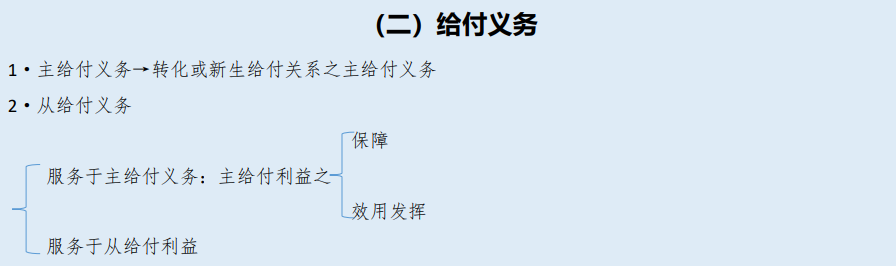 （二）给付义务
1·主给付义务→转化或新生给付关系之主给付义务
2·从给付义务
保障
服务于主给付义务：主给付利益之
效用发挥
服务于从给付利益